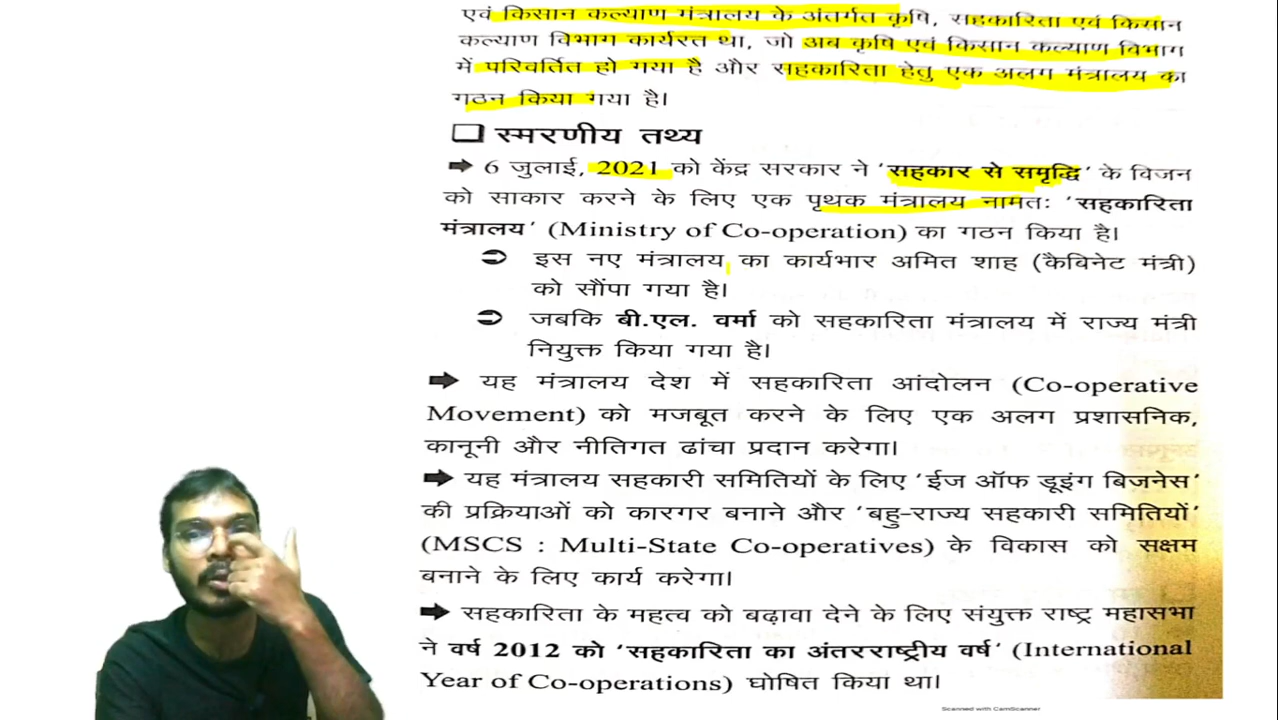 एवं किसान कल्याण मंत्रालय के अंतर्गत कृषि, सहकारिता एवं किसान
कल्याण विभाग कार्यरत था, जो अब कृषि एवं किसान कल्याण विभाग
में परिवर्तित हो गया है और सहकारिता हेतु एक अलग मंत्रालय का
गठन किया गया है।
स्मरणीय तथ्य
6 जुलाई, 2021 को केंद्र सरकार ने 'सहकार से समृद्धि' के विजन
को साकार करने के लिए एक पृथक मंत्रालय नामतः 'सहकारिता
मंत्रालय' (Ministry of Co-operation) का गठन किया है।
इस नए मंत्रालय का कार्यभार अमित शाह (कैबिनेट मंत्री)
को सौंपा गया है।
जबकि बी.एल. वर्मा को सहकारिता मंत्रालय में राज्य मंत्री
नियुक्त किया गया है।
यह मंत्रालय देश में सहकारिता आंदोलन (Co-operative
Movement) को मजबूत करने के लिए एक अलग प्रशासनिक,
कानूनी और नीतिगत ढांचा प्रदान करेगा।
यह मंत्रालय सहकारी समितियों के लिए 'ईज ऑफ डूइंग बिजनेस'
की प्रक्रियाओं को कारगर बनाने और 'बहु-राज्य सहकारी समितियों'
(MSCS : Multi-State Co-operatives) के विकास को सक्षम
बनाने के लिए कार्य करेगा।
सहकारिता के महत्व को बढ़ावा देने के लिए संयुक्त राष्ट्र महासभा
ने वर्ष 2012 को 'सहकारिता का अंतरराष्ट्रीय वर्ष' (International
Year of Co-operations) घोषित किया था।
Scanned with CamScanner